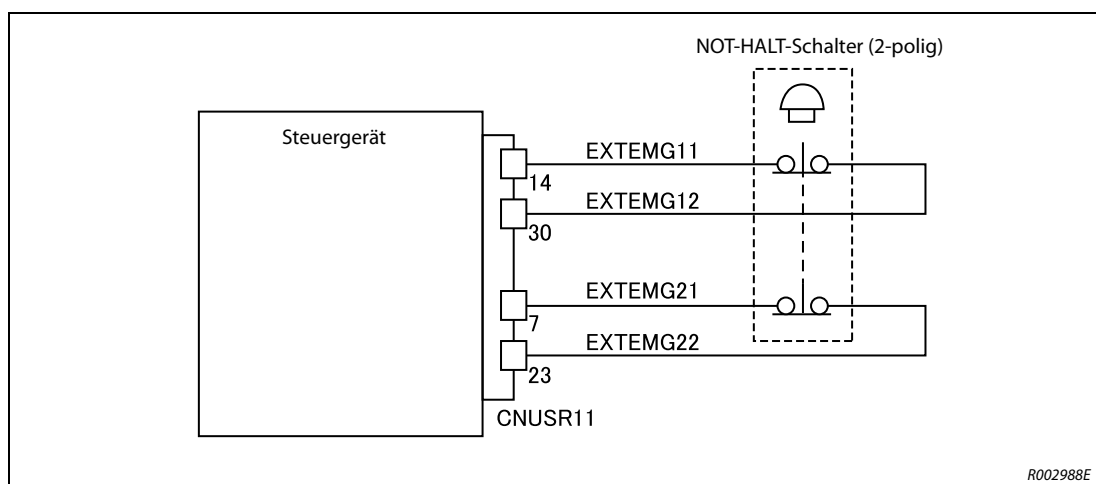 NOT-HALT-Schalter (2-polig)
Steuergerät
EXTEMG11
14
EXTEMG12
30
EXTEMG21
7
EXTEMG22
23
CNUSR11
R002988E